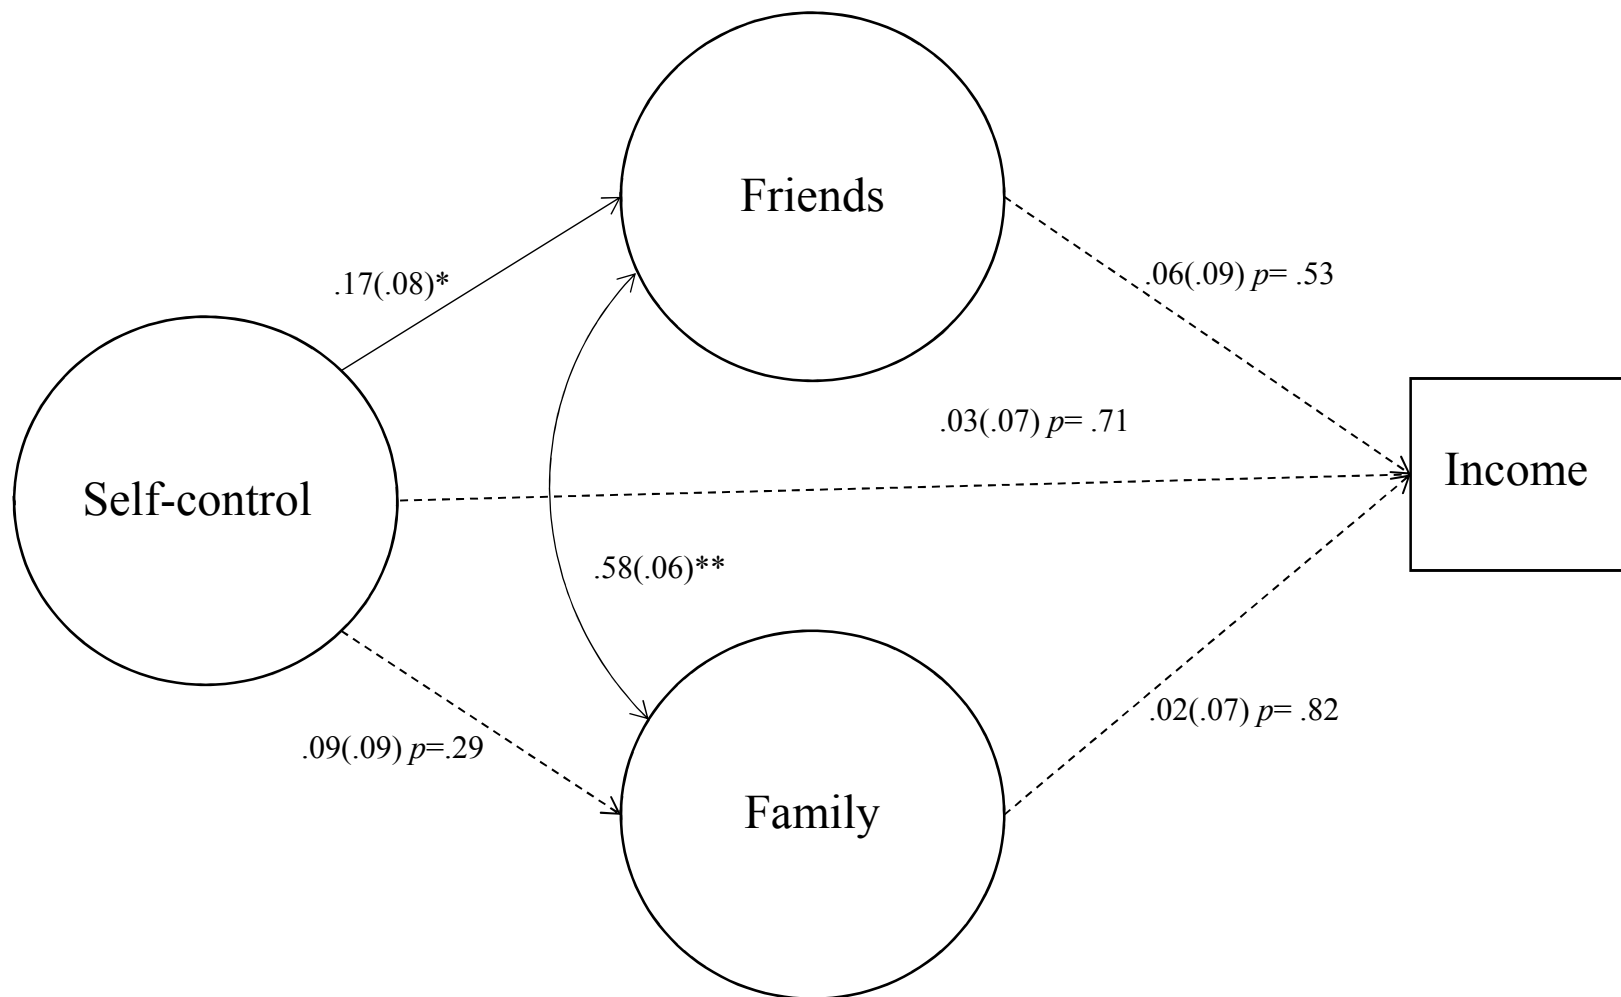 Friends
.17(.08)*
.06(.09) p= .53
Self-control
.03(.07) p= .71
Income
.58(.06)**
.09(.09) p=.29
.02(.07) p= .82
Family